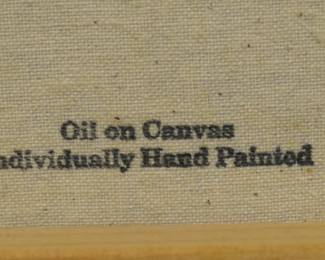 Oil on Canvas
ndividually Hand Painted